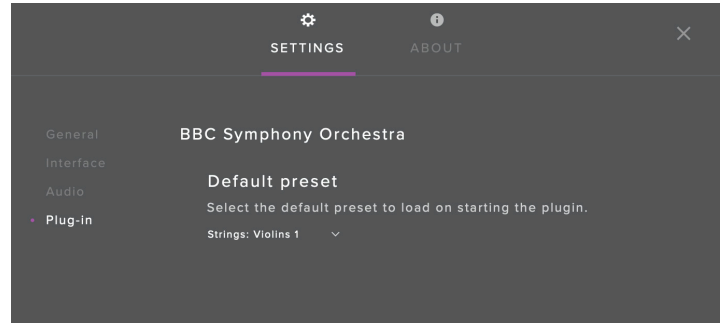 SETTINGS
ABOUT
General
Interface
Audio
Plug-in
BBC Symphony Orchestra
Default preset
Select the default preset to load on starting the plugin.
Strings: Violins 1